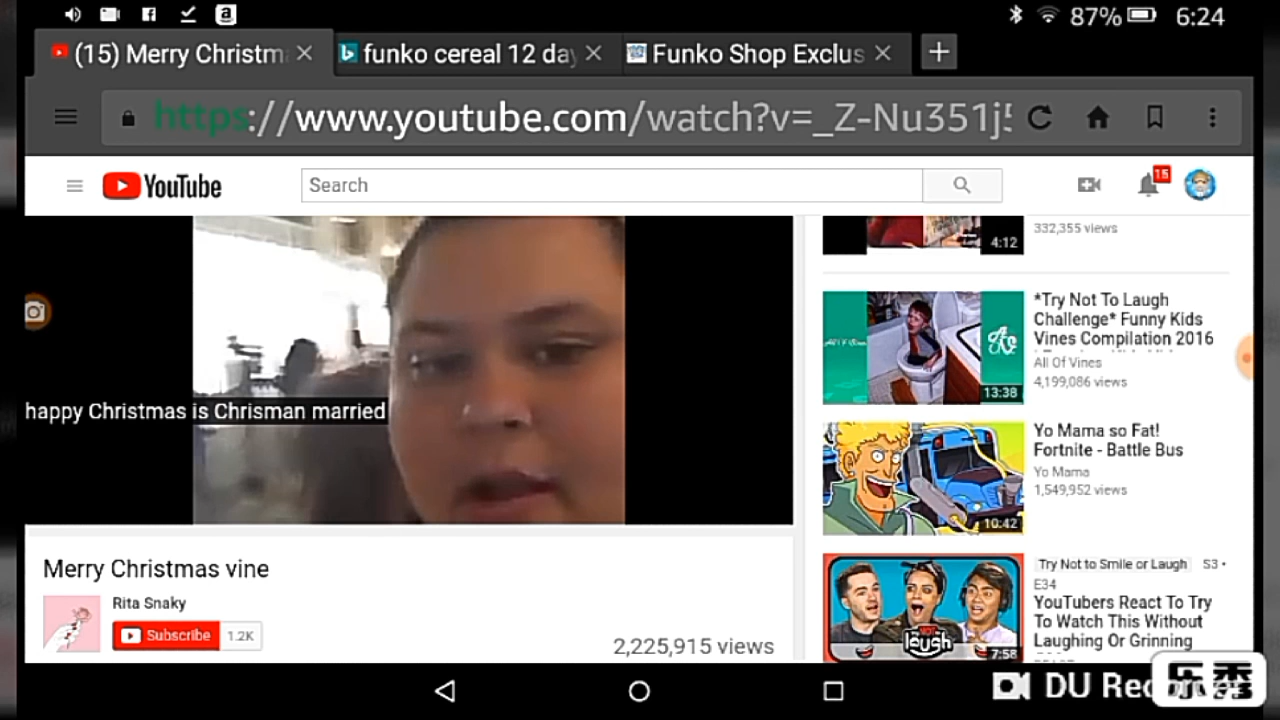 87% 6:24
(15) Merry Christm
funko cereal 12 day
Funko Shop Exclus
https://www.youtube.com/watch?v=_Z-Nu351j5
YouTube
Search
15
4:12
332,355 views
happy Christmas is Chrisman married
Merry Christmas vine
Rita Snaky
Subscribe 1.2K
2,225,915 views
13:38
*Try Not To Laugh
Challenge* Funny Kids
Vines Compilation 2016
All Of Vines
4,199,086 views
10:42
Yo Mama so Fat!
Fortnite - Battle Bus
Yo Mama
1,549,952 views
laugh
7:58
Try Not to Smile or Laugh S3 •
E34
YouTubers React To Try
To Watch This Without
Laughing Or Grinning
DU Rec